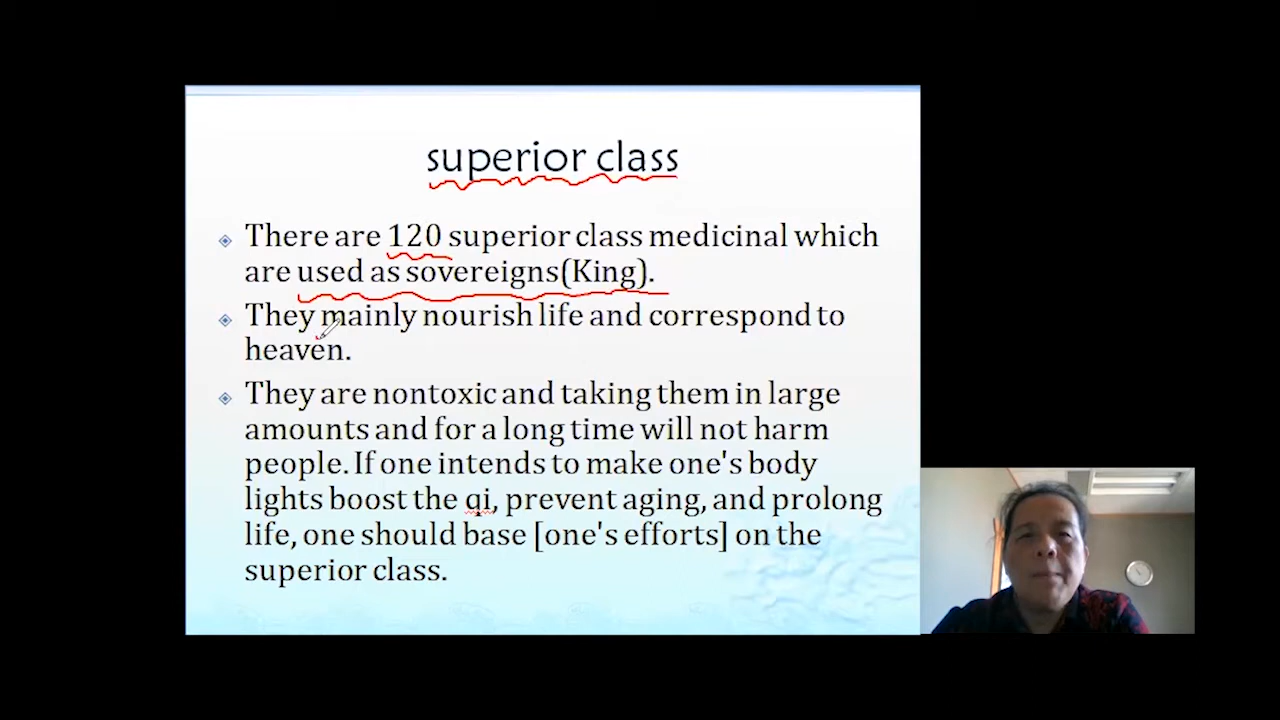 superior class
There are 120 superior class medicinal which
are used as sovereigns(King).
They mainly nourish life and correspond to
heaven.
They are nontoxic and taking them in large
amounts and for a long time will not harm
people. If one intends to make one's body
lights boost the qi, prevent aging, and prolong
life, one should base [one's efforts] on the
superior class.